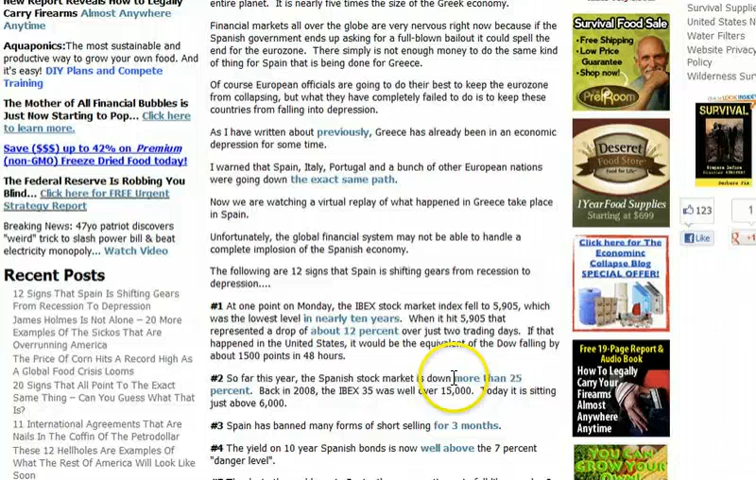 New Report Reveals How to Legally
Carry Firearms Almost Anywhere
Anytime
Aquaponics:The most sustainable and
productive way to grow your own food. And
it's easy! DIY Plans and Compete
Training
The Mother of All Financial Bubbles is
Just Now Starting to Pop... Click here
to learn more.
Save ($$$) up to 42% on Premium
(non-GMO) Freeze Dried Food today!
The Federal Reserve Is Robbing You
Blind... Click here for FREE Urgent
Strategy Report
Breaking News: 47yo patriot discovers
"weird" trick to slash power bill & beat
electricity monopoly... Watch Video
Recent Posts
12 Signs That Spain Is Shifting Gears
From Recession To Depression
James Holmes Is Not Alone – 20 More
Examples Of The Sickos That Are
Overrunning America
The Price Of Corn Hits A Record High As
A Global Food Crisis Looms
20 Signs That All Point To The Exact
Same Thing – Can You Guess What That
Is?
11 International Agreements That Are
Nails In The Coffin Of The Petrodollar
These 12 Hellholes Are Examples Of
What The Rest Of America Will Look Like
Soon
entire planet. It is nearly five times the size of the Greek economy.
Financial markets all over the globe are very nervous right now because if the
Spanish government ends up asking for a full-blown bailout it could spell the
end for the eurozone. There simply is not enough money to do the same kind
of thing for Spain that is being done for Greece.
Of course European officials are going to do their best to keep the eurozone
from collapsing, but what they have completely failed to do is to keep these
countries from falling into depression.
As I have written about previously, Greece has already been in an economic
depression for some time.
I warned that Spain, Italy, Portugal and a bunch of other European nations
were going down the exact same path.
Now we are watching a virtual replay of what happened in Greece take place
in Spain.
Unfortunately, the global financial system may not be able to handle a
complete implosion of the Spanish economy.
The following are 12 signs that Spain is shifting gears from recession to
depression....
#1 At one point on Monday, the IBEX stock market index fell to 5,905, which
was the lowest level in nearly ten years. When it hit 5,905 that
represented a drop of about 12 percent over just two trading days. If that
happened in the United States, it would be the equivalent of the Dow falling by
about 1500 points in 48 hours.
#2 So far this year, the Spanish stock market is down more than 25
percent. Back in 2008, the IBEX 35 was well over 15,000. Today it is sitting
just above 6,000.
#3 Spain has banned many forms of short selling for 3 months.
#4 The yield on 10 year Spanish bonds is now well above the 7 percent
"danger level".
Survival Food Sale
Free Shipping
Low Price
Guarantee
Shop now!
Deseret
Food Store
Food for Life
1Year Food Supplies
Starting at $699
Click here for The
Econominc
Collapse Blog
SPECIAL OFFER!
Free 19-Page Report &
Audio Book
How To Legally
Carry Your
Firearms
Almost
Anywhere
YOU CAN
GROW YOUR
Survival Supplies
United States N
Water Filters
Website Privacy
Policy
Wilderness Surv
LOOK INSIDE
SURVIVAL
Barbara Fix
123
1
Like